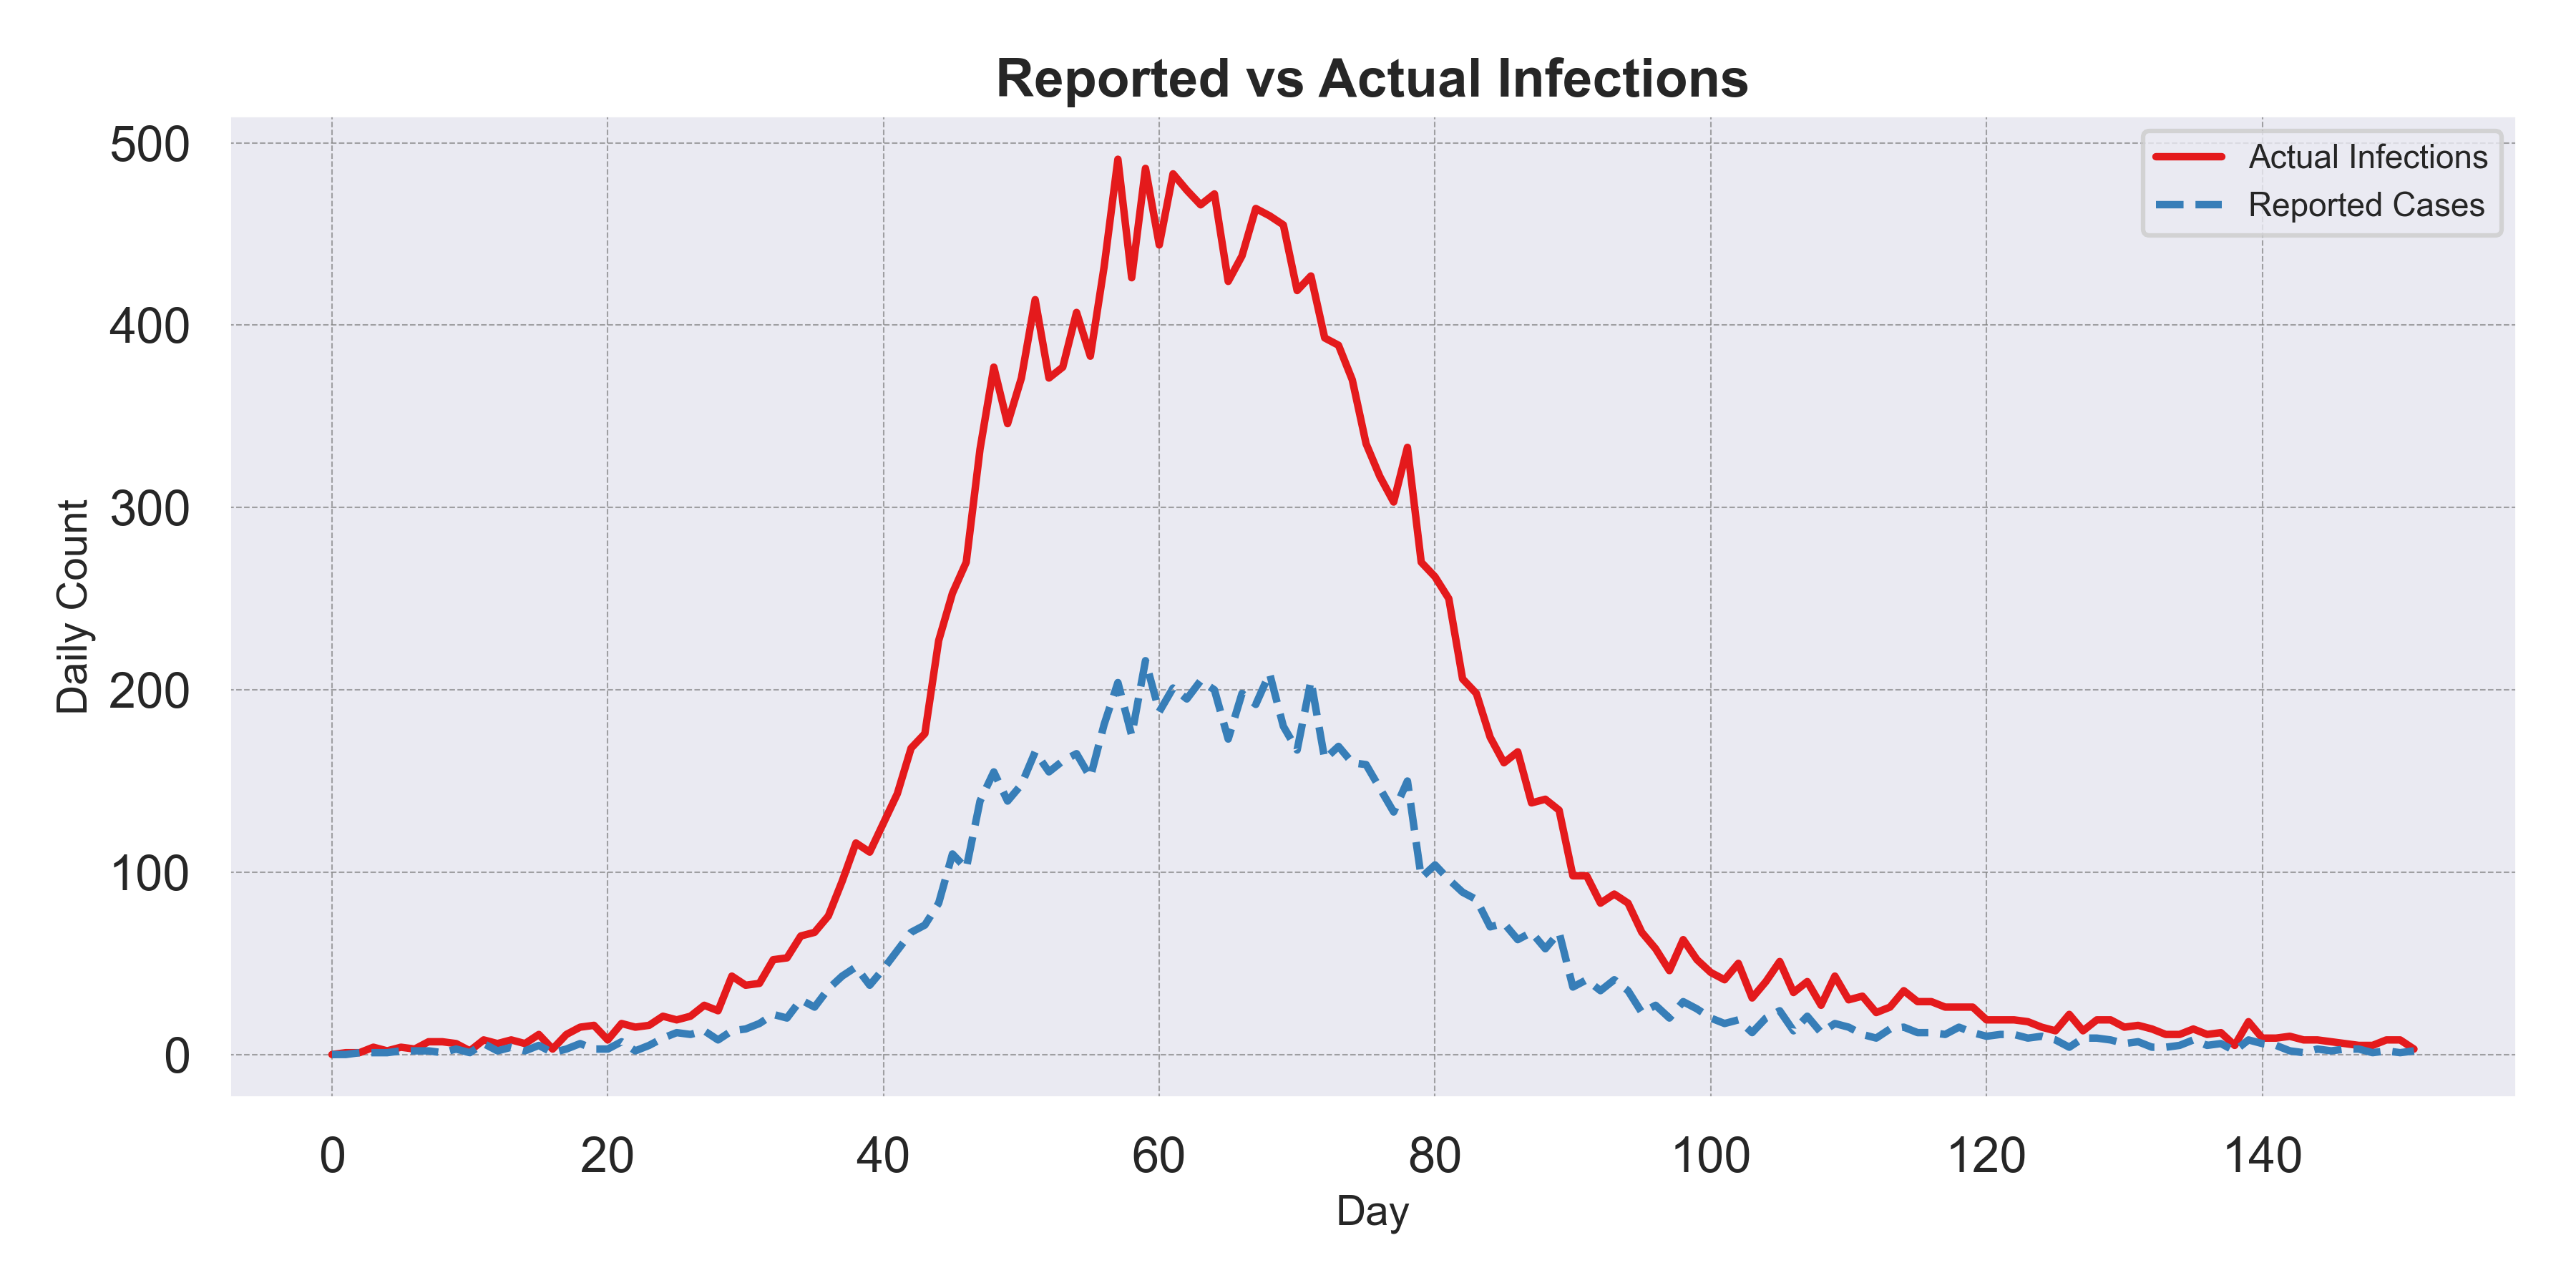 Reported vs Actual Infections
500
400
300
200
100
0
Daily Count
0 20 40 60 80 100 120 140
Day
Actual Infections
Reported Cases